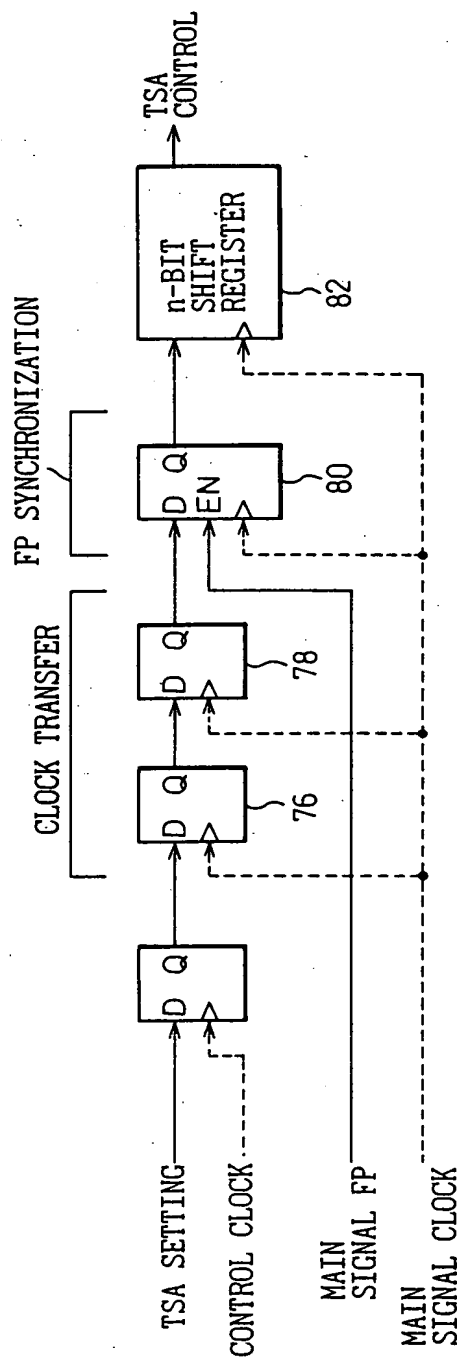 CLOCK TRANSFER
FP SYNCHRONIZATION
TSA SETTING
D Q
D Q
D Q
D Q
EN
n-BIT
SHIFT
REGISTER
TSA
CONTROL
76
78
80
82
CONTROL CLOCK
MAIN
SIGNAL FP
MAIN
SIGNAL CLOCK